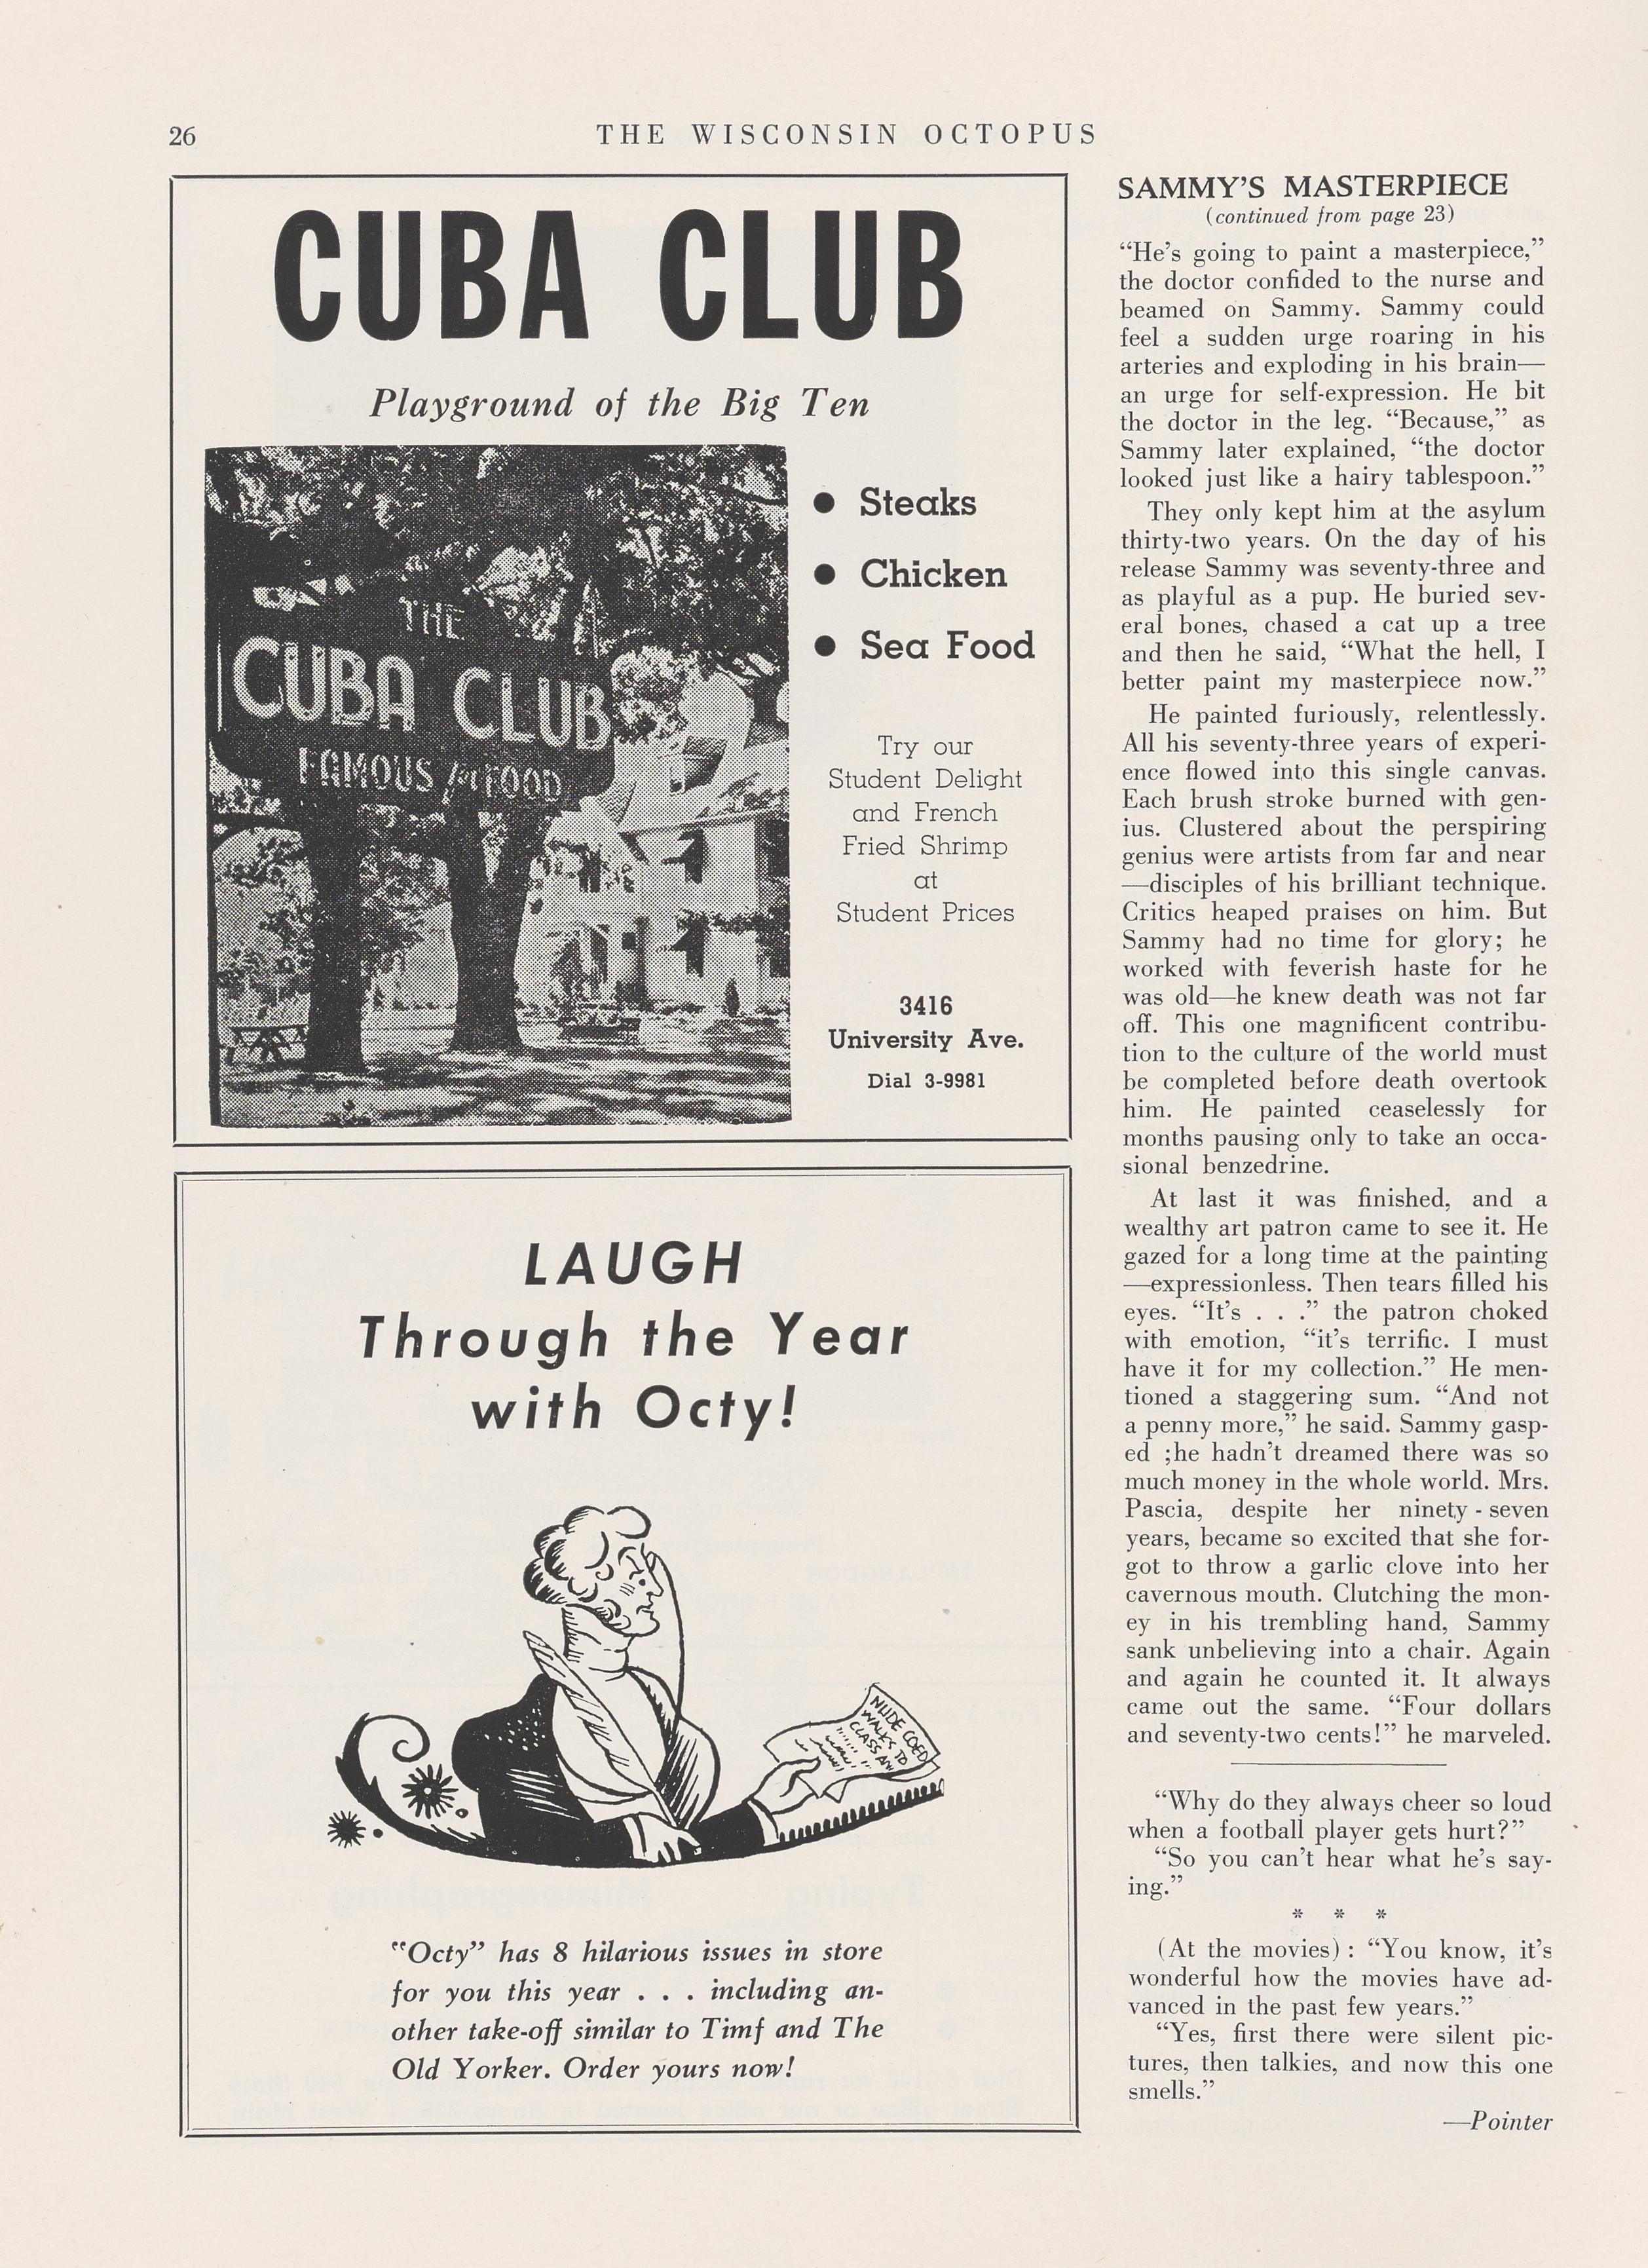 26
THE WISCONSIN OCTOPUS
CUBA CLUB
Playground of the Big Ten
THE
CUBA CLUB
FAMOUS for FOOD
• Steaks
• Chicken
• Sea Food
Try our
Student Delight
and French
Fried Shrimp
at
Student Prices
3416
University Ave.
Dial 3-9981
LAUGH
Through the Year
with Octy!
NUDE COED
WALKS TO
CLASS AN
"Octy" has 8 hilarious issues in store
for you this year . . . including an-
other take-off similar to Timf and The
Old Yorker. Order yours now!
SAMMY'S MASTERPIECE
(continued from page 23)
"He's going to paint a masterpiece,"
the doctor confided to the nurse and
beamed on Sammy. Sammy could
feel a sudden urge roaring in his
arteries and exploding in his brain—
an urge for self-expression. He bit
the doctor in the leg. "Because," as
Sammy later explained, "the doctor
looked just like a hairy tablespoon."
They only kept him at the asylum
thirty-two years. On the day of his
release Sammy was seventy-three and
as playful as a pup. He buried sev-
eral bones, chased a cat up a tree
and then he said, "What the hell, I
better paint my masterpiece now."
He painted furiously, relentlessly.
All his seventy-three years of experi-
ence flowed into this single canvas.
Each brush stroke burned with gen-
ius. Clustered about the perspiring
genius were artists from far and near
—disciples of his brilliant technique.
Critics heaped praises on him. But
Sammy had no time for glory; he
worked with feverish haste for he
was old—he knew death was not far
off. This one magnificent contribu-
tion to the culture of the world must
be completed before death overtook
him. He painted ceaselessly for
months pausing only to take an occa-
sional benzedrine.
At last it was finished, and a
wealthy art patron came to see it. He
gazed for a long time at the painting
—expressionless. Then tears filled his
eyes. "It's . . ." the patron choked
with emotion, "it's terrific. I must
have it for my collection." He men-
tioned a staggering sum. "And not
a penny more," he said. Sammy gasp-
ed ;he hadn't dreamed there was so
much money in the whole world. Mrs.
Pascia, despite her ninety - seven
years, became so excited that she for-
got to throw a garlic clove into her
cavernous mouth. Clutching the mon-
ey in his trembling hand, Sammy
sank unbelieving into a chair. Again
and again he counted it. It always
came out the same. "Four dollars
and seventy-two cents!" he marveled.
"Why do they always cheer so loud
when a football player gets hurt?"
"So you can't hear what he's say-
ing."
* * *
(At the movies) : "You know, it's
wonderful how the movies have ad-
vanced in the past few years."
"Yes, first there were silent pic-
tures, then talkies, and now this one
smells."
—Pointer